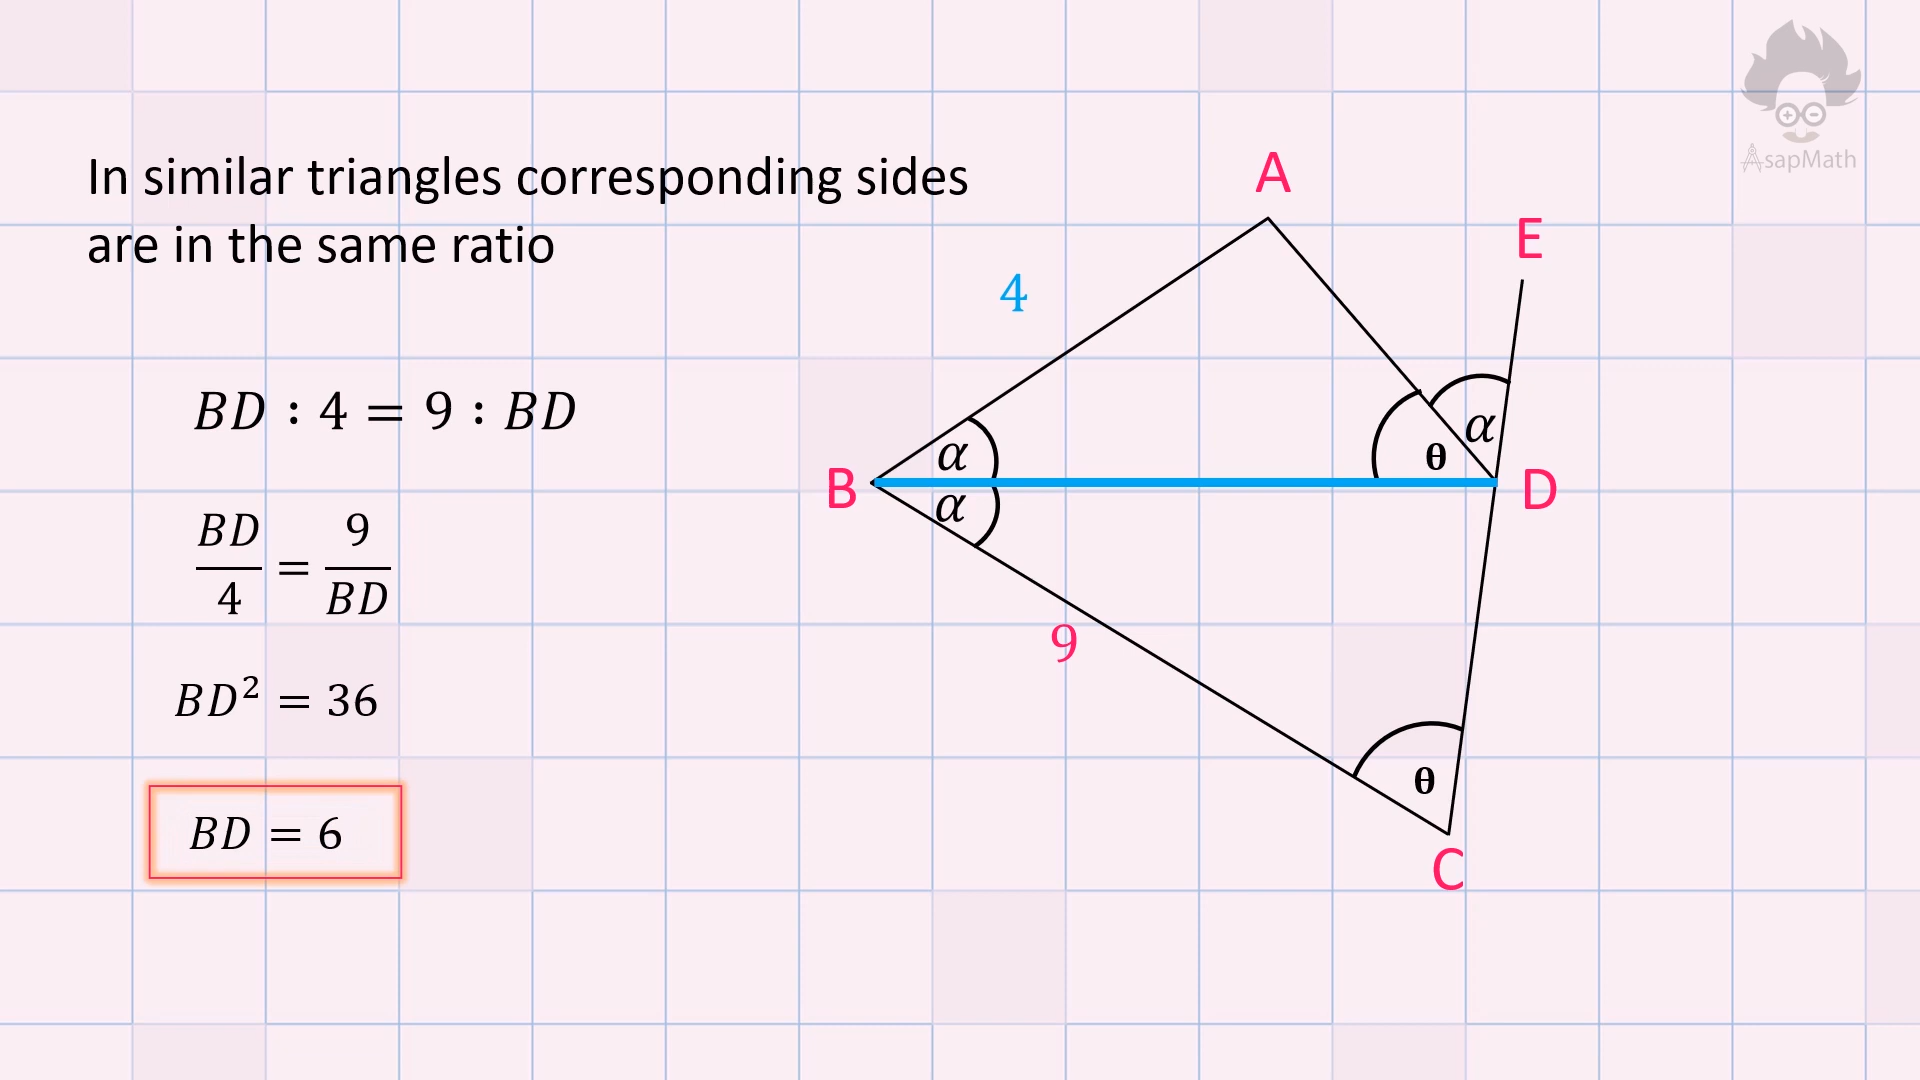 In similar triangles corresponding sides
are in the same ratio
BD : 4 = 9 : BD
BD/4 = 9/BD
BD² = 36
BD = 6
A
E
4
α
α
θ
B
D
α
9
θ
C
AsapMath